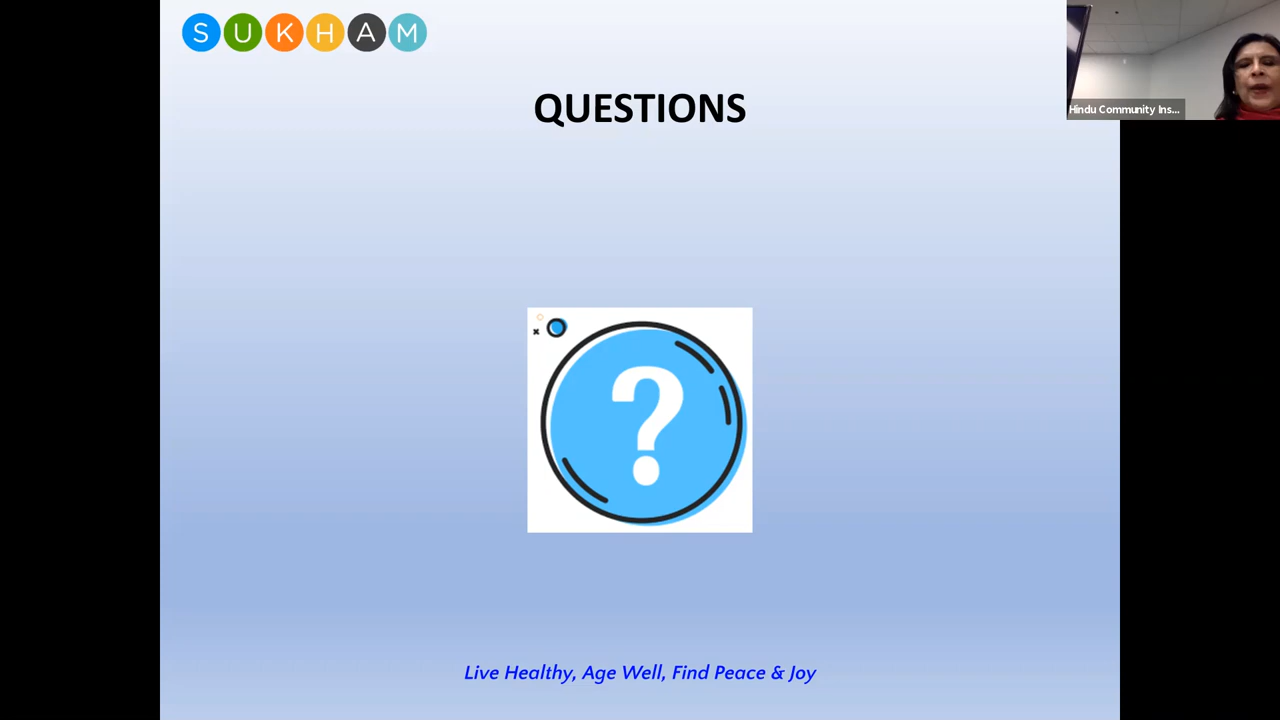 SUKHAM
Hindu Community Ins...
QUESTIONS
?
Live Healthy, Age Well, Find Peace & Joy